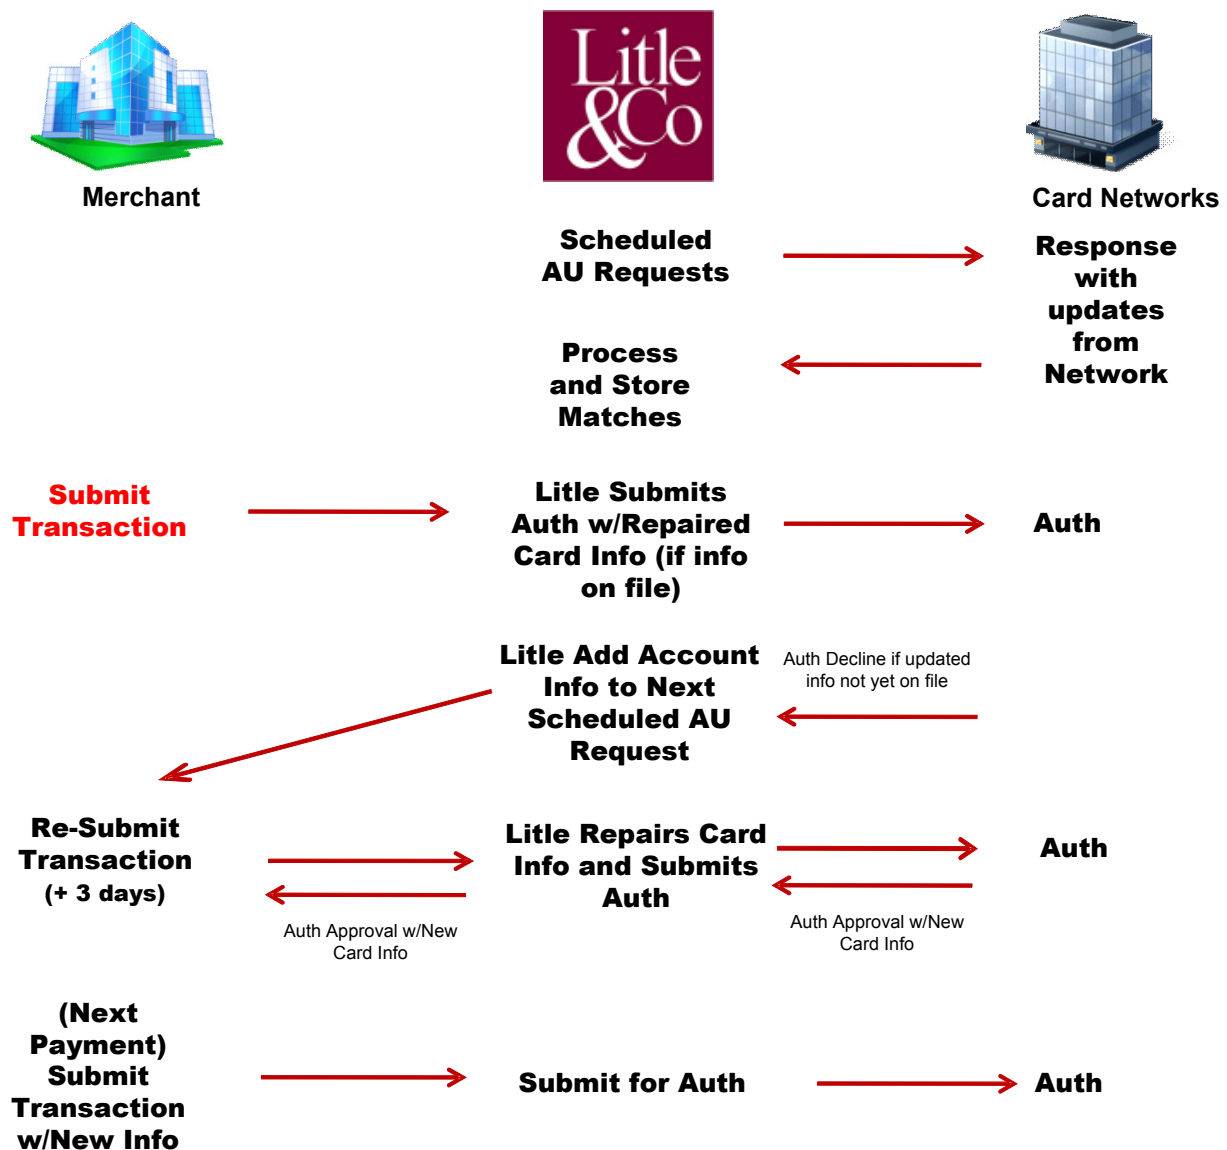 Litle
&Co
Merchant
Card Networks
Scheduled
AU Requests
Response
with
updates
from
Network
Process
and Store
Matches
Submit
Transaction
Litle Submits
Auth w/Repaired
Card Info (if info
on file)
Auth
Litle Add Account
Info to Next
Scheduled AU
Request
Auth Decline if updated
info not yet on file
Re-Submit
Transaction
(+ 3 days)
Litle Repairs Card
Info and Submits
Auth
Auth
Auth Approval w/New
Card Info
Auth Approval w/New
Card Info
(Next
Payment)
Submit
Transaction
w/New Info
Submit for Auth
Auth